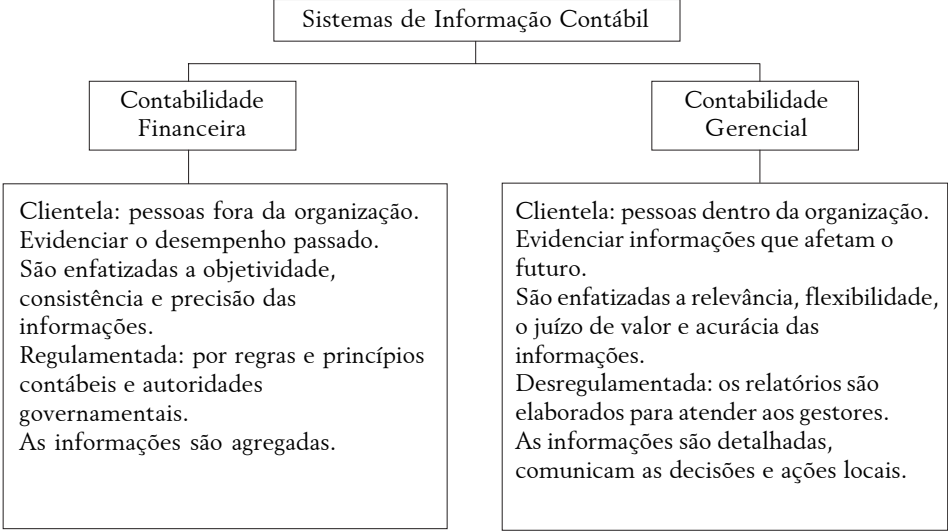 Sistemas de Informação Contábil
Contabilidade
Financeira
Contabilidade
Gerencial
Clientela: pessoas fora da organização.
Evidenciar o desempenho passado.
São enfatizadas a objetividade,
consistência e precisão das
informações.
Regulamentada: por regras e princípios
contábeis e autoridades
governamentais.
As informações são agregadas.
Clientela: pessoas dentro da organização.
Evidenciar informações que afetam o
futuro.
São enfatizadas a relevância, flexibilidade,
o juízo de valor e acurácia das
informações.
Desregulamentada: os relatórios são
elaborados para atender aos gestores.
As informações são detalhadas,
comunicam as decisões e ações locais.